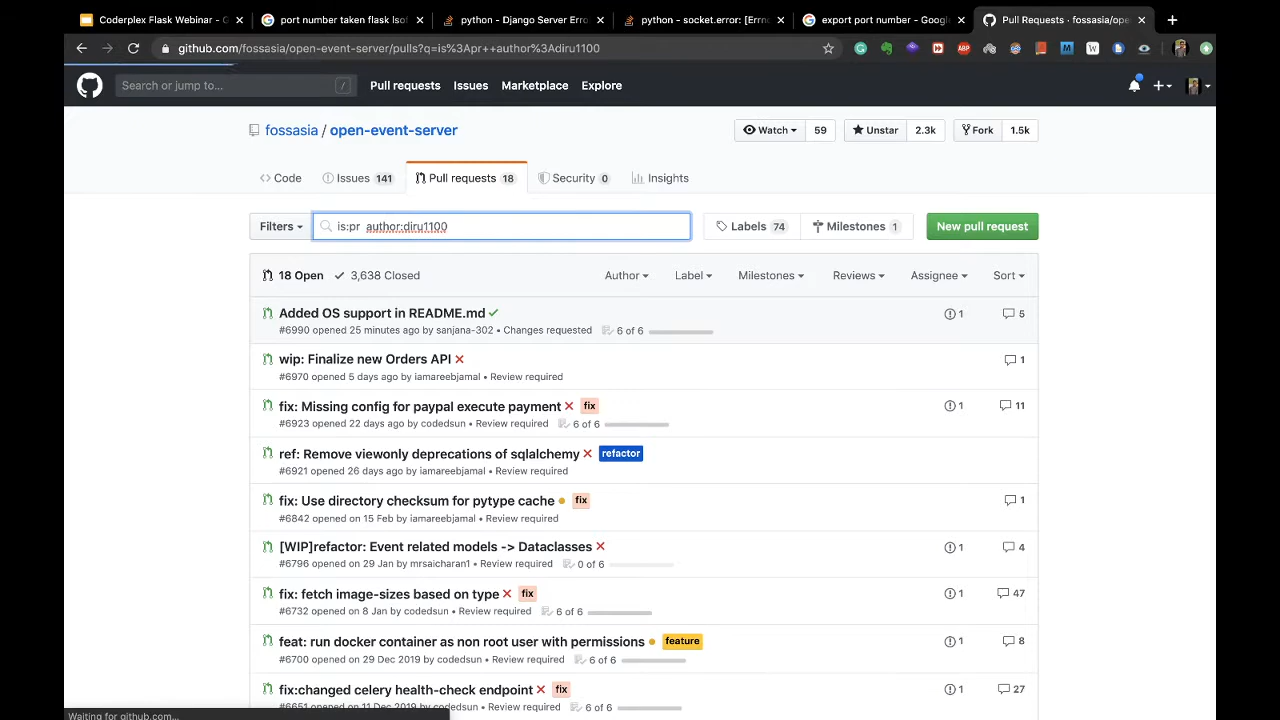 Coderplex Flask Webinar - G
port number taken flask lsof
python - Django Server Erro
python - socket.error: [Errno
export port number - Google
Pull Requests · fossasia/open
github.com/fossasia/open-event-server/pulls?q=is%3Apr++author%3Adiru1100
Search or jump to... /
Pull requests Issues Marketplace Explore
fossasia / open-event-server
Watch 59 Unstar 2.3k Fork 1.5k
Code Issues 141 Pull requests 18 Security 0 Insights
Filters is:pr author:diru1100 Labels 74 Milestones 1 New pull request
18 Open 3,638 Closed Author Label Milestones Reviews Assignee Sort
Added OS support in README.md 1 5
#6990 opened 25 minutes ago by sanjana-302 • Changes requested 6 of 6
wip: Finalize new Orders API 1
#6970 opened 5 days ago by iamareebjamal • Review required
fix: Missing config for paypal execute payment fix 1 11
#6923 opened 22 days ago by codedsun • Review required 6 of 6
ref: Remove viewonly deprecations of sqlalchemy refactor
#6921 opened 26 days ago by iamareebjamal • Review required
fix: Use directory checksum for pytype cache fix 1
#6842 opened on 15 Feb by iamareebjamal • Review required
[WIP]refactor: Event related models -> Dataclasses 1 4
#6796 opened on 29 Jan by mrsaicharan1 • Review required 0 of 6
fix: fetch image-sizes based on type fix 1 47
#6732 opened on 8 Jan by codedsun • Review required 6 of 6
feat: run docker container as non root user with permissions feature 1 8
#6700 opened on 29 Dec 2019 by codedsun • Review required 6 of 6
fix:changed celery health-check endpoint fix 1 27
#6651 opened on 11 Dec 2019 by codedsun • Review required 6 of 6
Waiting for github.com...